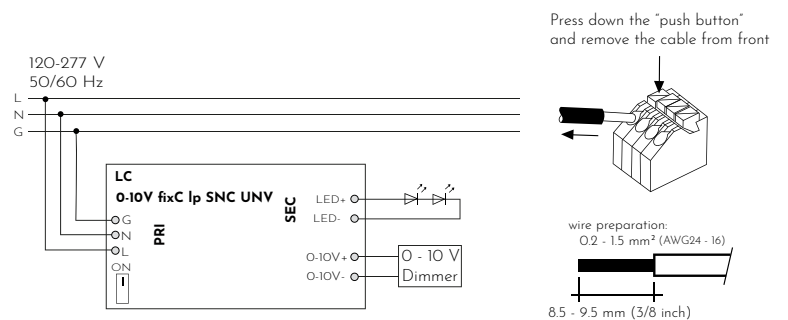 Press down the "push button"
and remove the cable from front
120-277 V
50/60 Hz
L
N
G
LC
0-10V fixC lp SNC UNV
PRI
SEC
G
N
L
ON
I
LED+
LED-
0-10V+
0-10V-
0 - 10 V
Dimmer
wire preparation:
0.2 - 1.5 mm² (AWG24 - 16)
8.5 - 9.5 mm (3/8 inch)